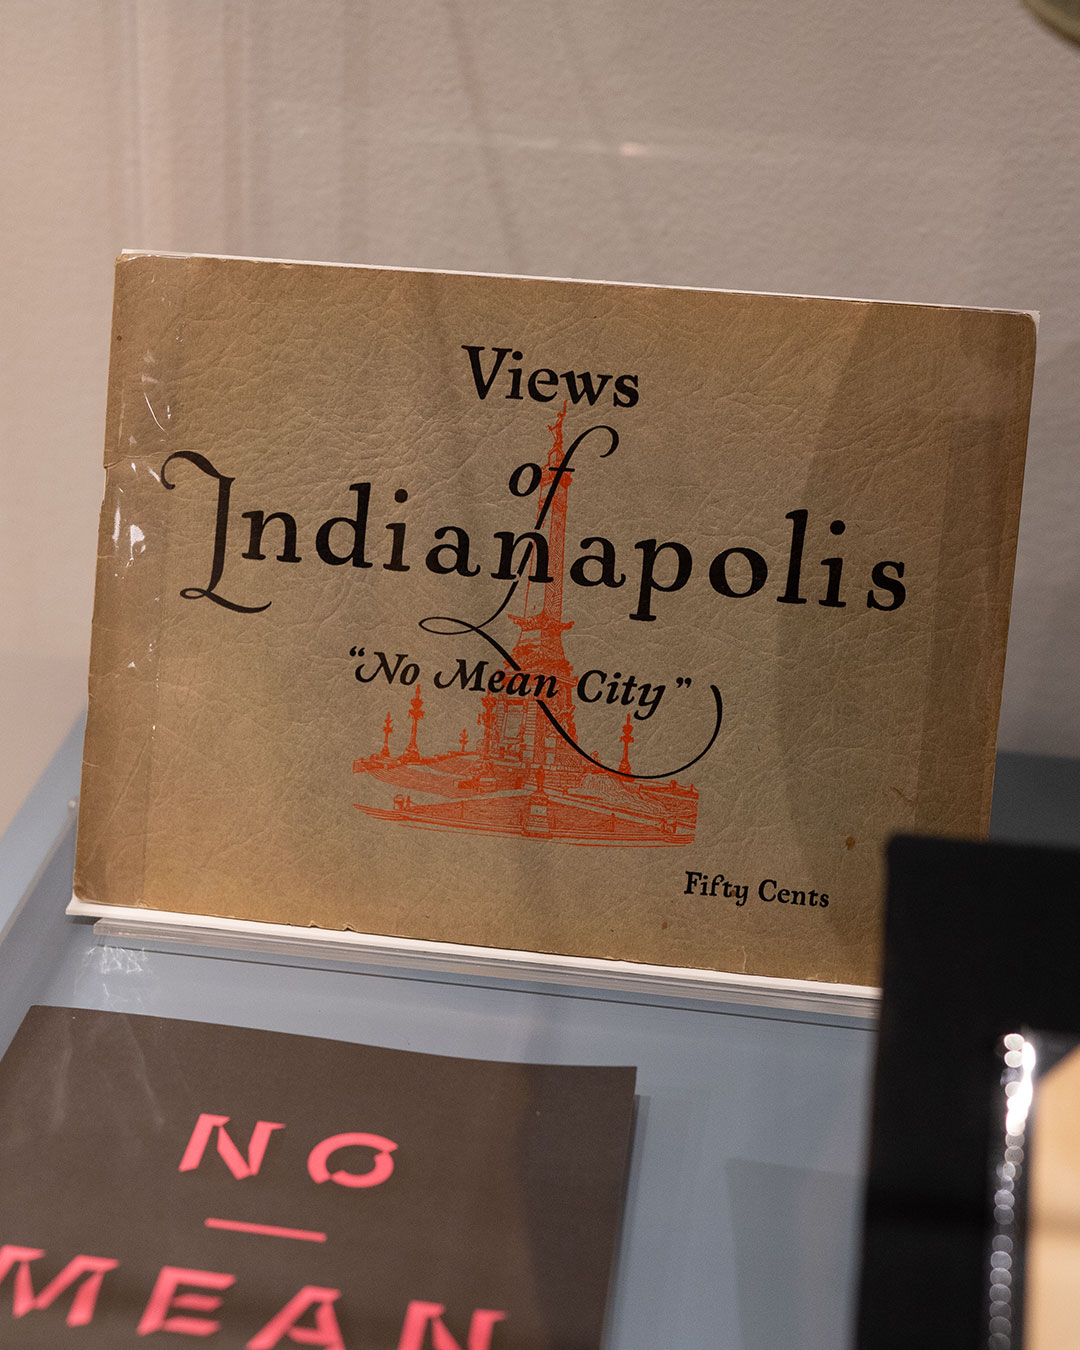 Views
of
Indianapolis
“No Mean City”
Fifty Cents
NO
MEAN